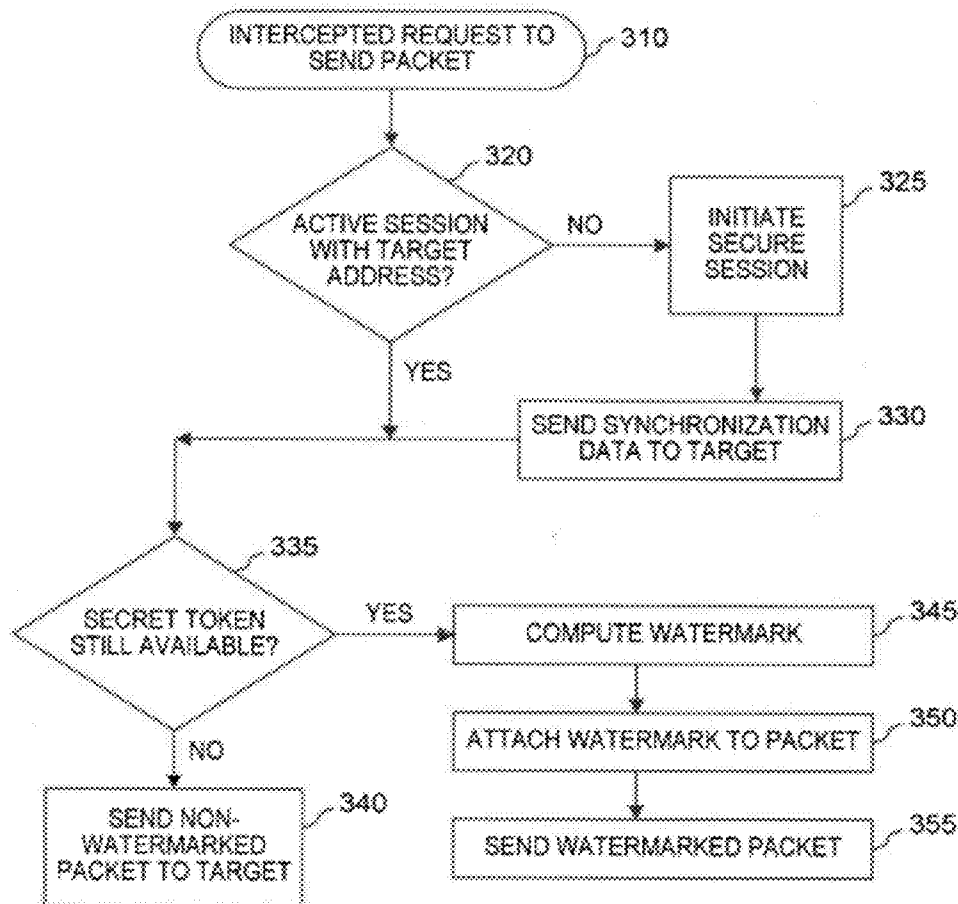 INTERCEPTED REQUEST TO
SEND PACKET
310
320
ACTIVE SESSION
WITH TARGET
ADDRESS?
NO
325
INITIATE
SECURE
SESSION
YES
330
SEND SYNCHRONIZATION
DATA TO TARGET
335
SECRET TOKEN
STILL AVAILABLE?
YES
345
COMPUTE WATERMARK
350
ATTACH WATERMARK TO PACKET
NO
340
SEND NON-
WATERMARKED
PACKET TO TARGET
355
SEND WATERMARKED PACKET